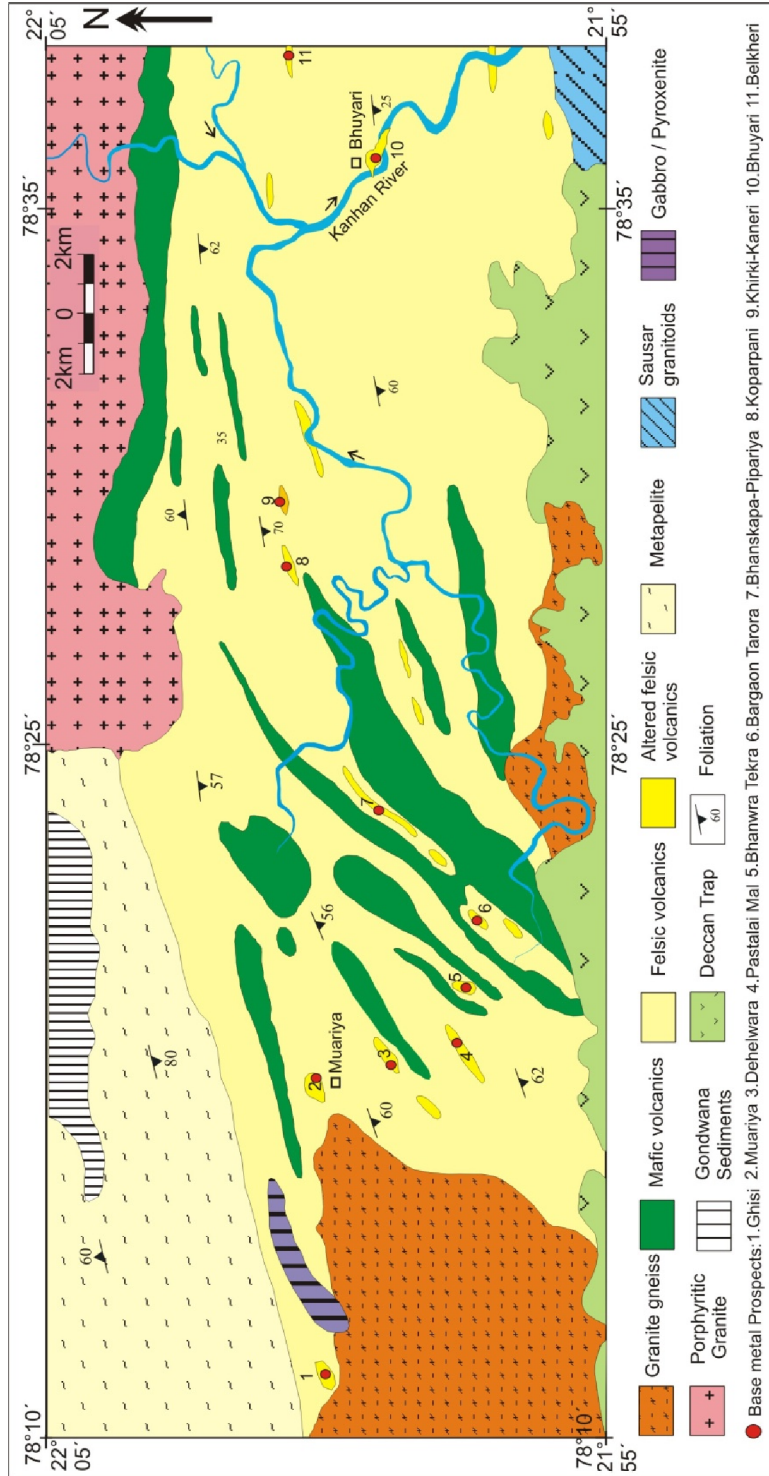 N
78°10´ 78°25´ 78°35´
22° 22°
05´ 05´
2km 0 2km
60
80
57
60
62
35
11
1
2
Muariya
56
8
70
9
60
3
7
60
Bhuyari
25
10
Kanhan River
4
5
6
62
21° 21°
55´ 55´
78°10´ 78°25´ 78°35´
Granite gneiss Mafic volcanics Felsic volcanics Altered felsic volcanics Metapelite Sausar granitoids Gabbro / Pyroxenite
Porphyritic Granite Gondwana Sediments Deccan Trap 60 Foliation
Base metal Prospects:1.Ghisi 2.Muariya 3.Dehelwara 4.Pastalai Mal 5.Bhanwra Tekra 6.Bargaon Tarora 7.Bhanskapa-Pipariya 8.Koparpani 9.Khirki-Kaneri 10.Bhuyari 11.Belkheri